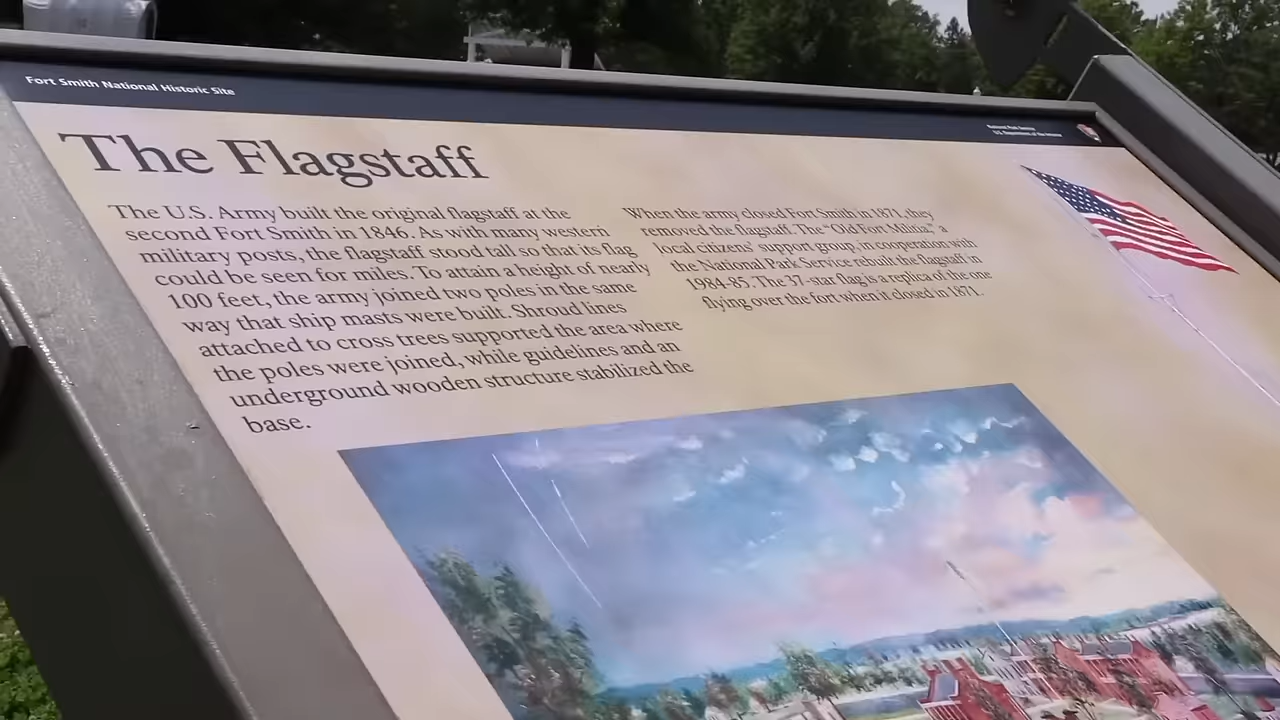 Fort Smith National Historic Site
National Park Service
U.S. Department of the Interior
The Flagstaff
The U.S. Army built the original flagstaff at the
second Fort Smith in 1846. As with many western
military posts, the flagstaff stood tall so that its flag
could be seen for miles. To attain a height of nearly
100 feet, the army joined two poles in the same
way that ship masts were built. Shroud lines
attached to cross trees supported the area where
the poles were joined, while guidelines and an
underground wooden structure stabilized the
base.
When the army closed Fort Smith in 1871, they
removed the flagstaff. The "Old Fort Militia," a
local citizens' support group, in cooperation with
the National Park Service rebuilt the flagstaff in
1984-85. The 37-star flag is a replica of the one
flying over the fort when it closed in 1871.